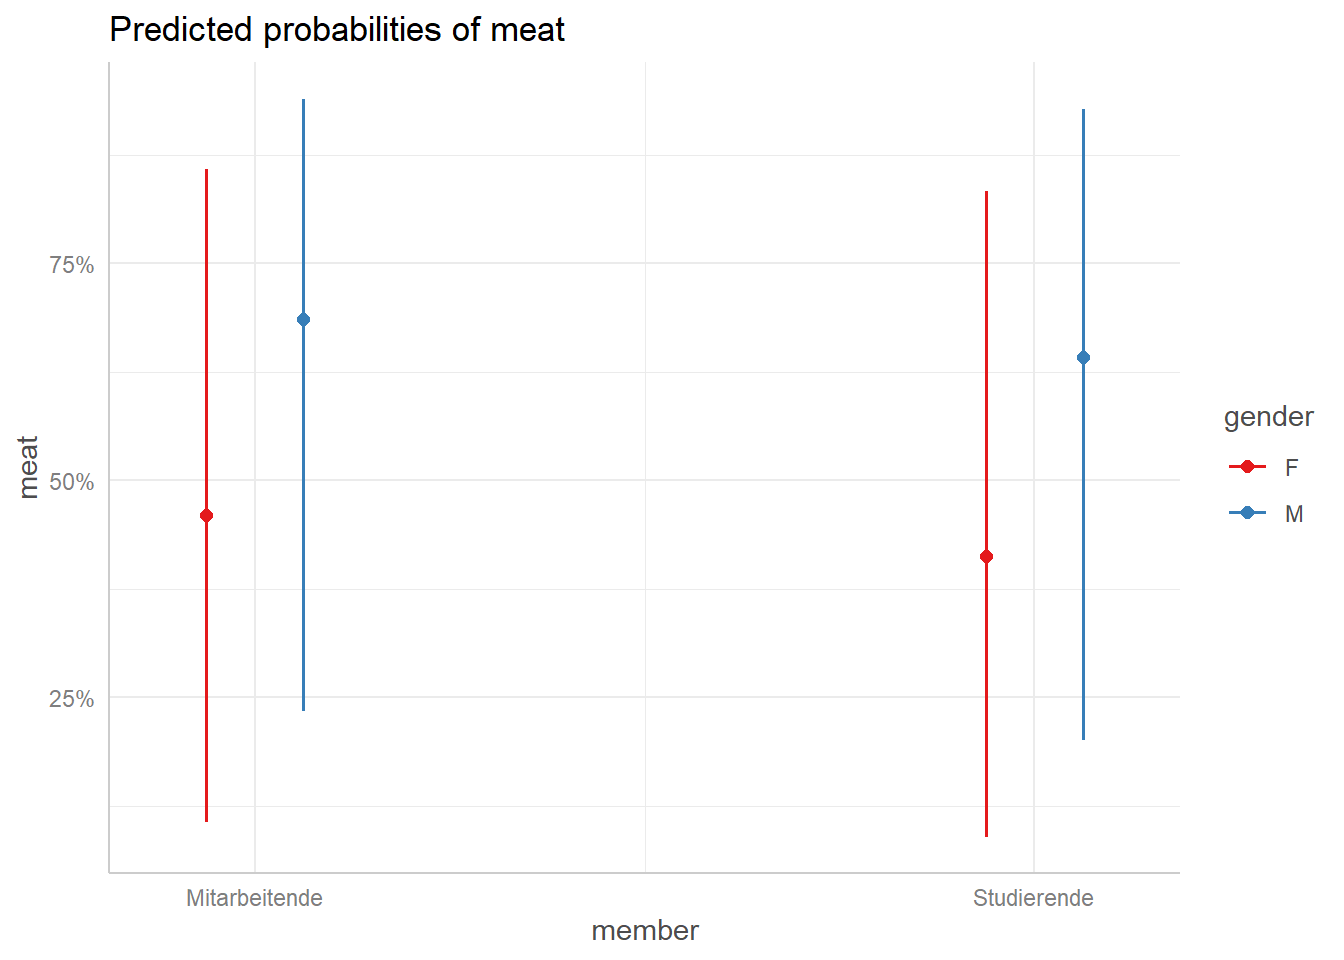 Predicted probabilities of meat
meat
75%
50%
25%
Mitarbeitende
Studierende
member
gender
F
M